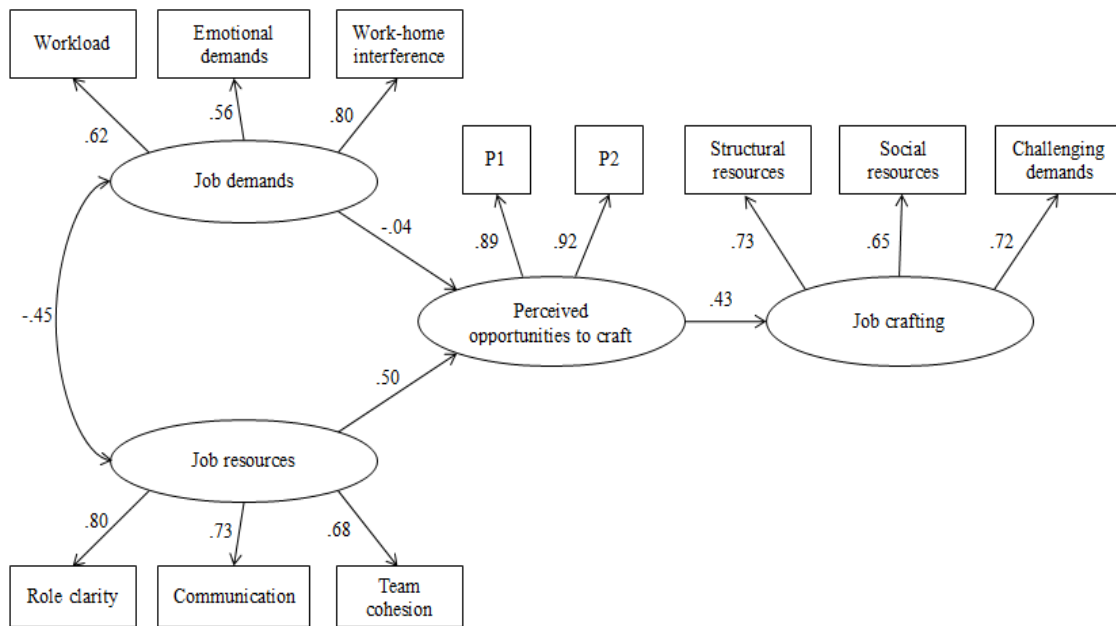 Workload
Emotional
demands
Work-home
interference
.62
.56
.80
Job demands
P1
P2
Structural
resources
Social
resources
Challenging
demands
-.04
.89
.92
.73
.65
.72
-.45
Perceived
opportunities to craft
.43
Job crafting
.50
Job resources
.80
.73
.68
Role clarity
Communication
Team
cohesion